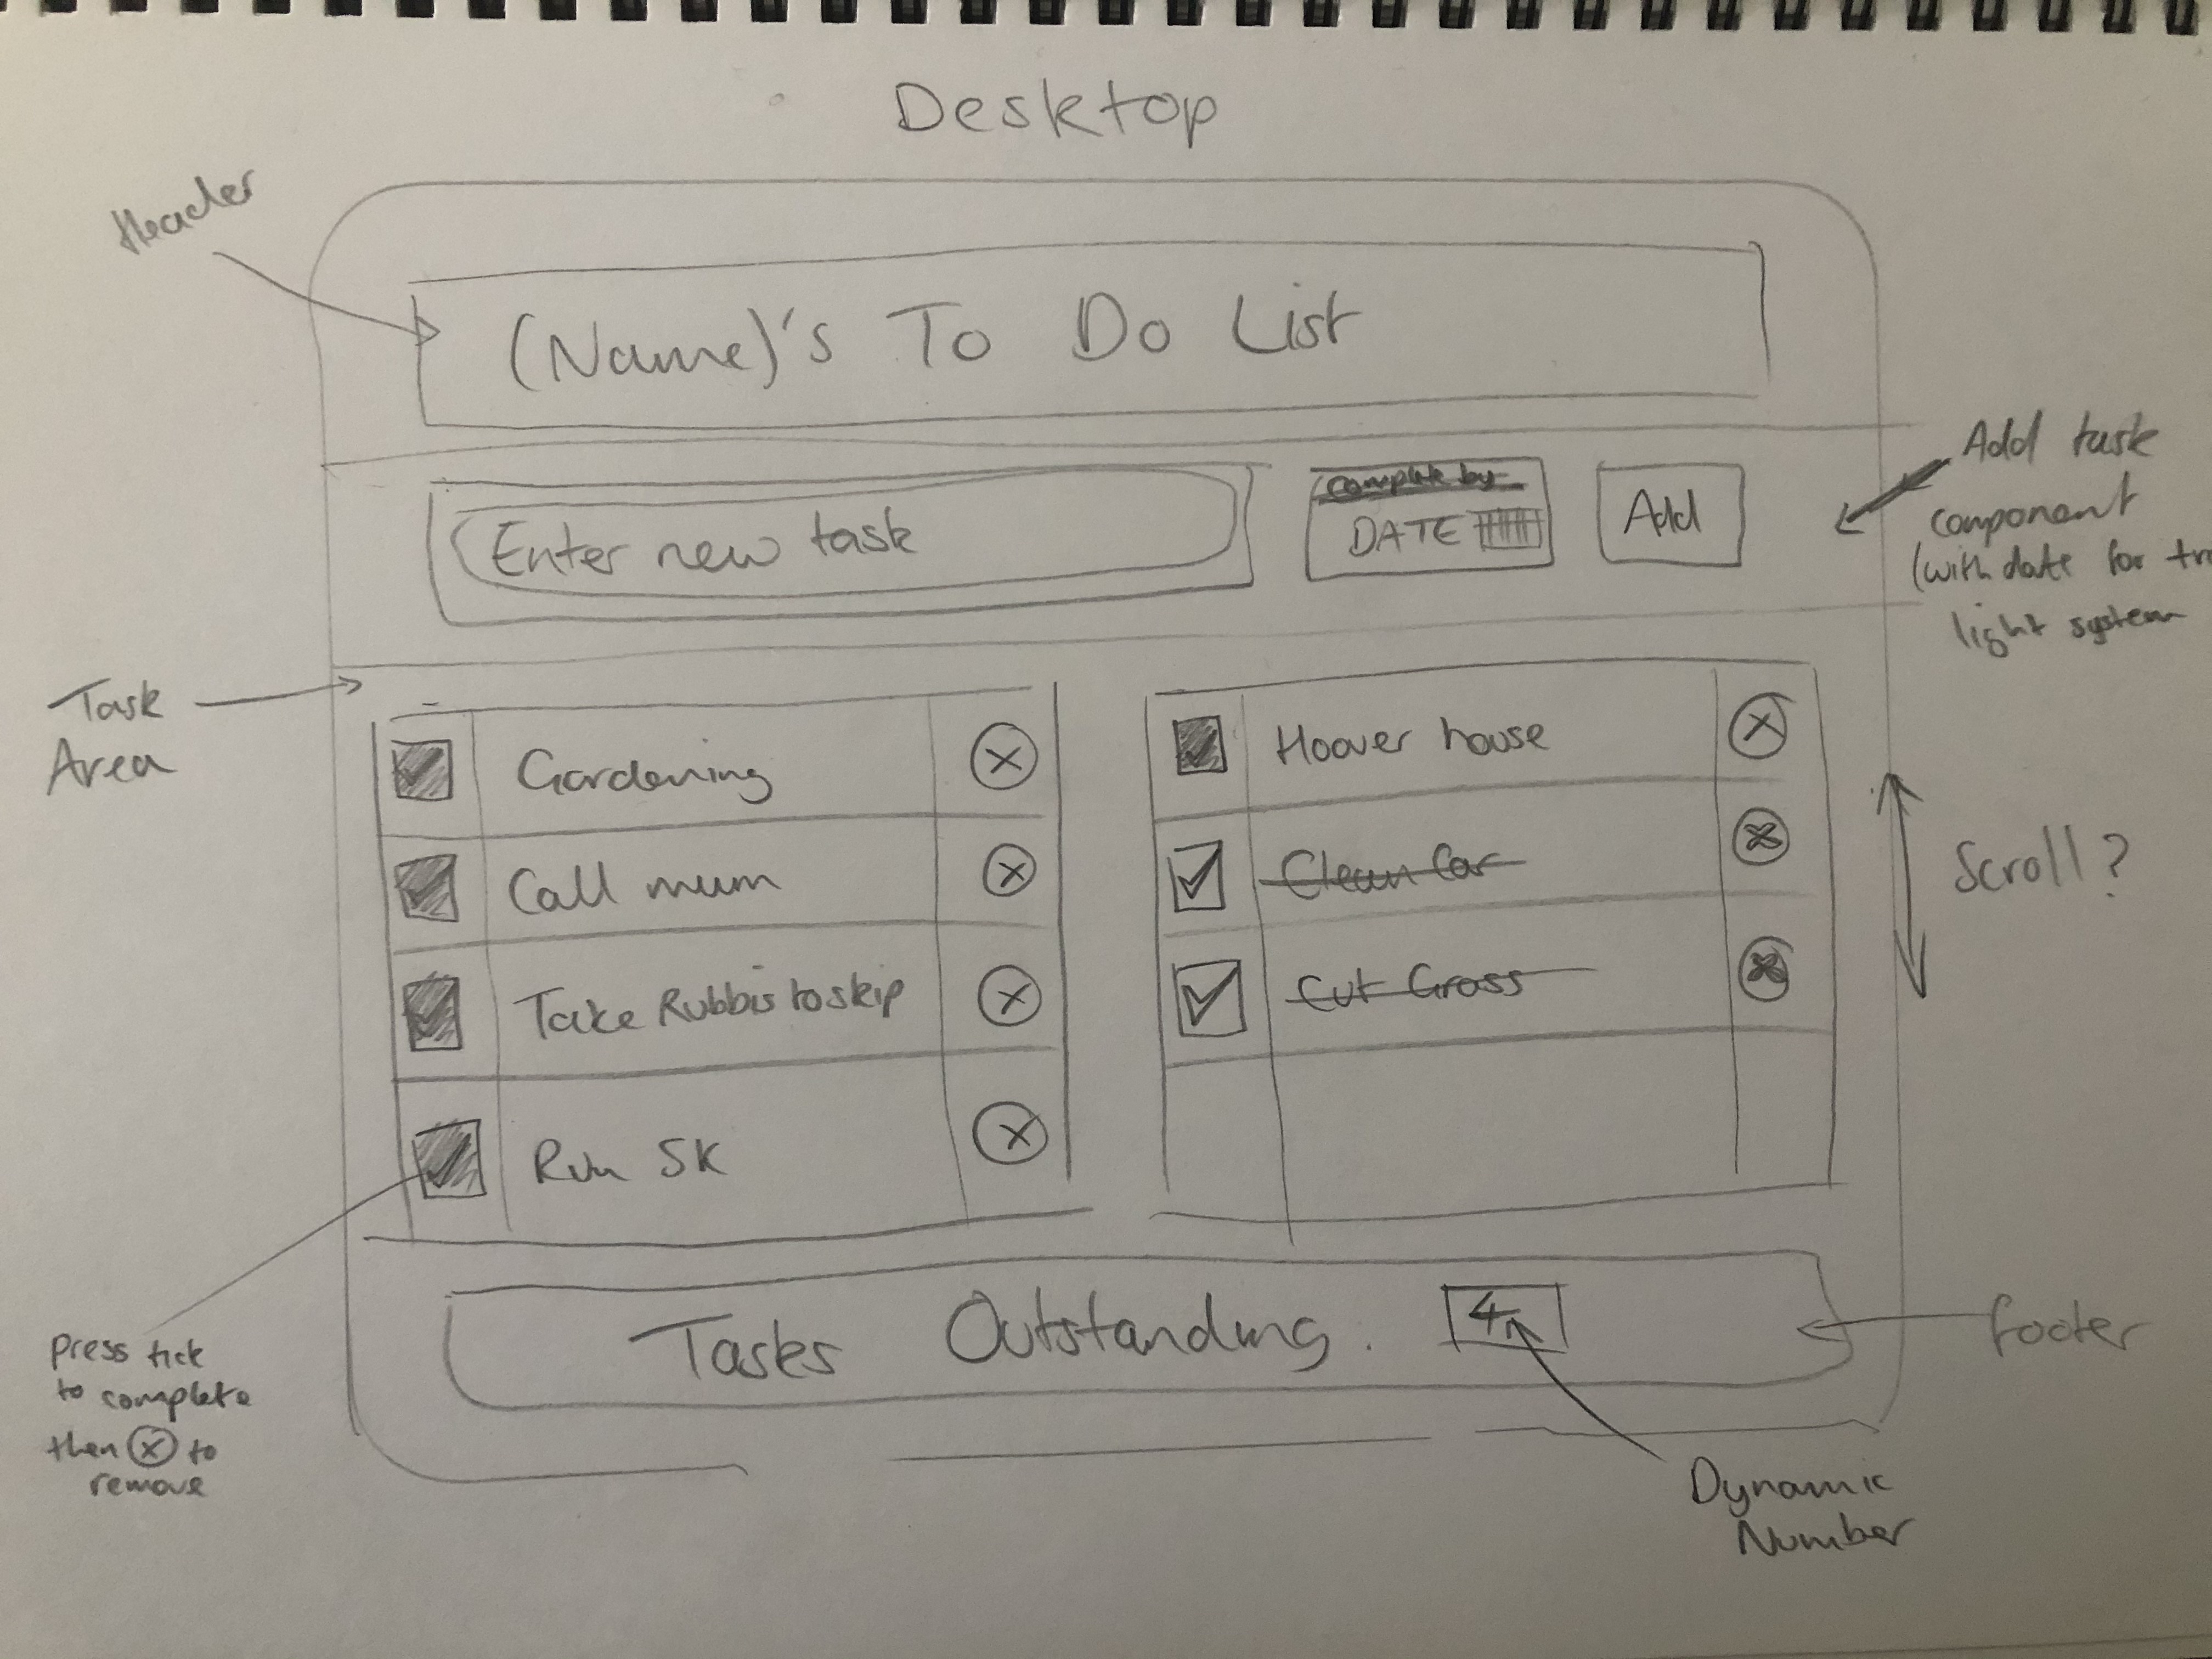 Desktop
Header
(Name)'s To Do List
Enter new task
Complete by
DATE
Add
Add task
component
(with date for
light system
Task
Area
Gardening
Call mum
Take Rubbis to skip
Run 5K
Hoover house
Clean Car
Cut Grass
Scroll?
Press tick
to complete
then x to
remove
Tasks Outstanding. 4
Dynamic
Number
footer